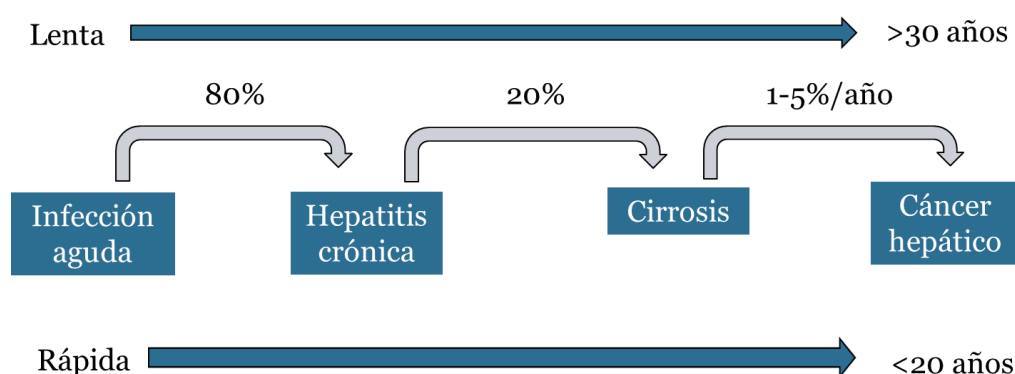 Lenta
>30 años
80%
20%
1-5%/año
Infección
aguda
Hepatitis
crónica
Cirrosis
Cáncer
hepático
Rápida
<20 años